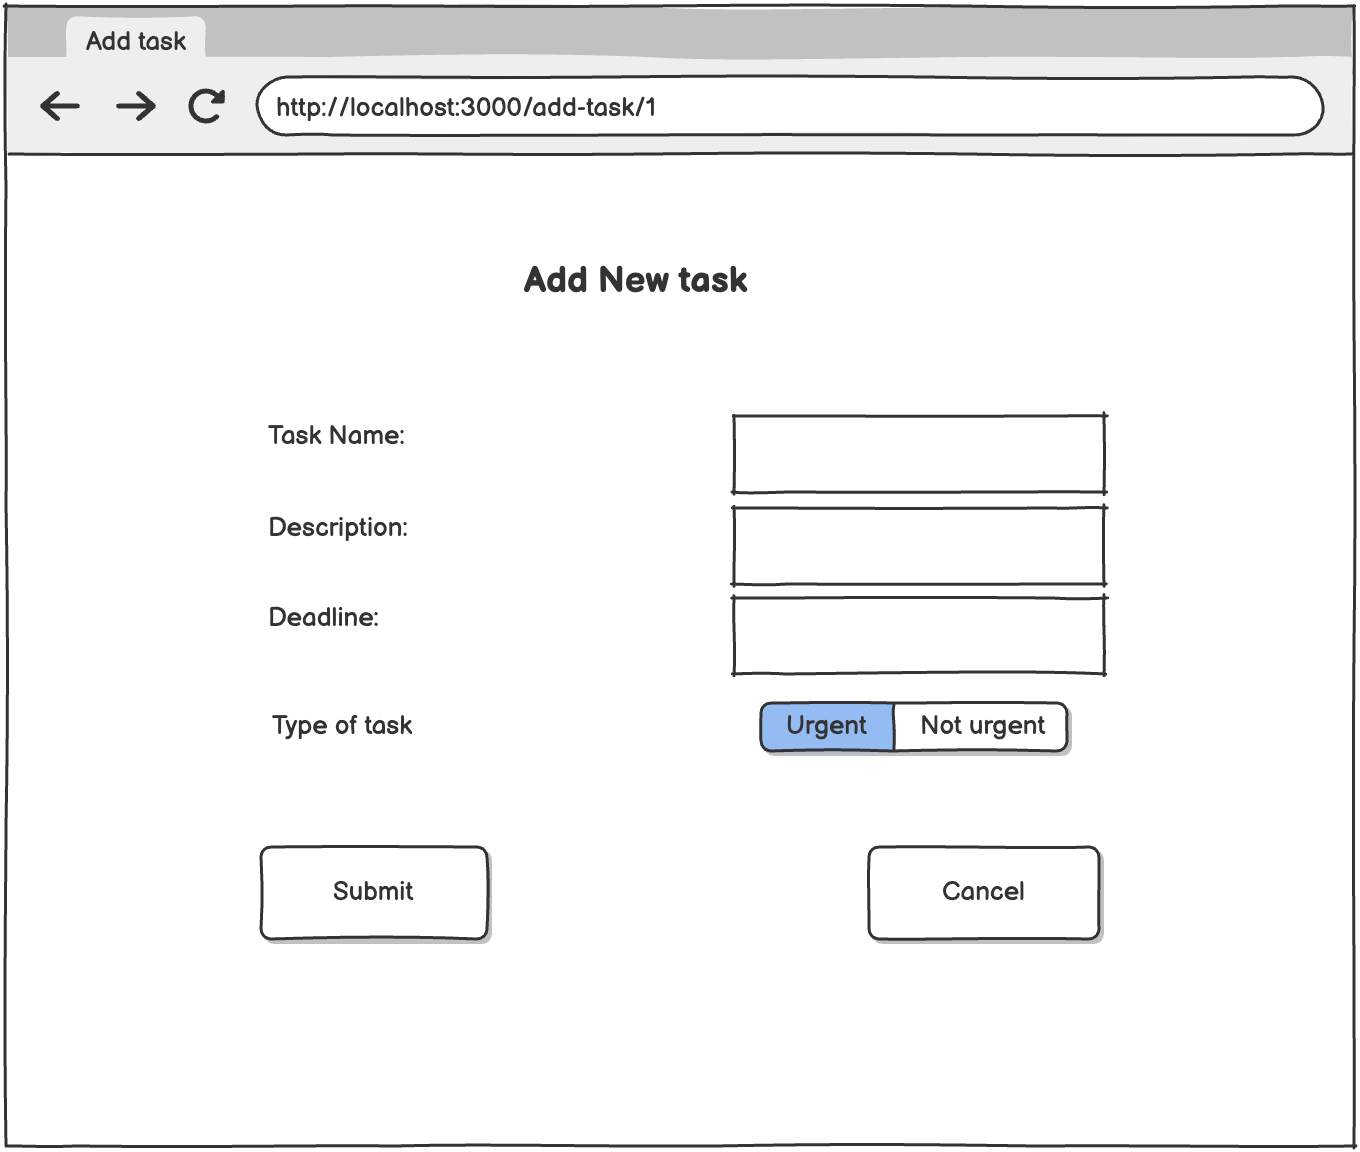 Add task
http://localhost:3000/add-task/1
Add New task
Task Name:
Description:
Deadline:
Type of task
Urgent
Not urgent
Submit
Cancel